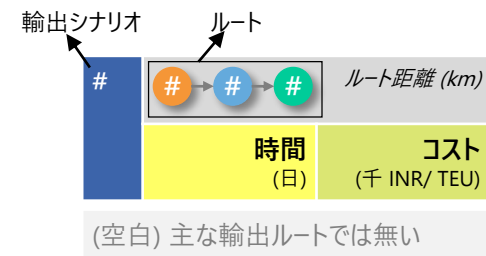 輸出シナリオ ルート
# # # # ルート距離 (km)
時間 コスト
(日) (千 INR/ TEU)
(空白) 主な輸出ルートでは無い